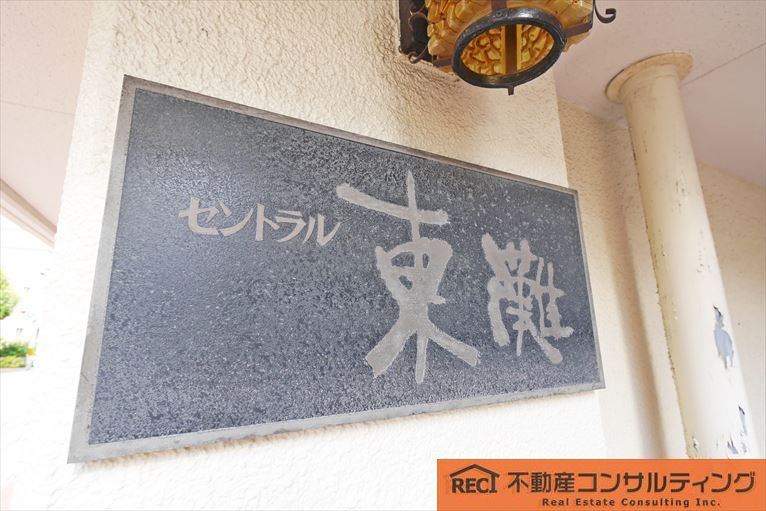 セントラル 東灘
RECI 不動産コンサルティング
Real Estate Consulting Inc.